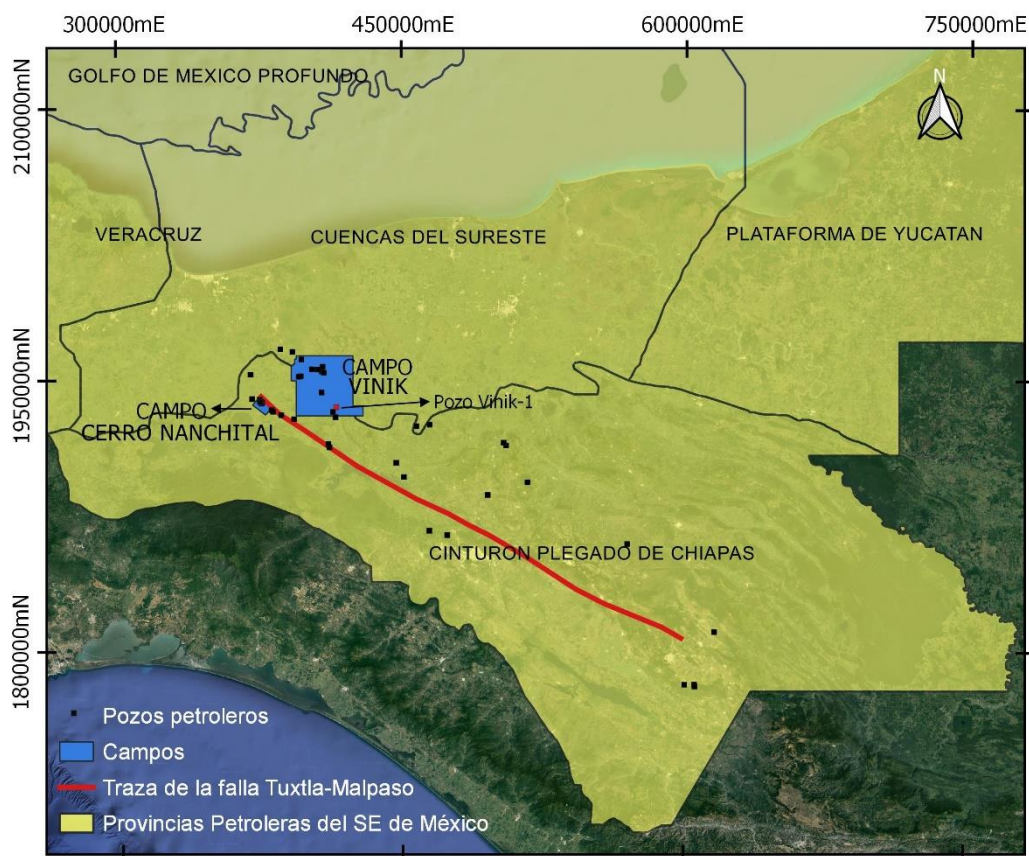 300000mE
450000mE
600000mE
750000mE
2100000mN
1950000mN
1800000mN
N
GOLFO DE MEXICO PROFUNDO
VERACRUZ
CUENCAS DEL SURESTE
PLATAFORMA DE YUCATAN
CAMPO
VINIK
Pozo Vinik-1
CAMPO
CERRO NANCHITAL
CINTURON PLEGADO DE CHIAPAS
Pozos petroleros
Campos
Traza de la falla Tuxtla-Malpaso
Provincias Petroleras del SE de México